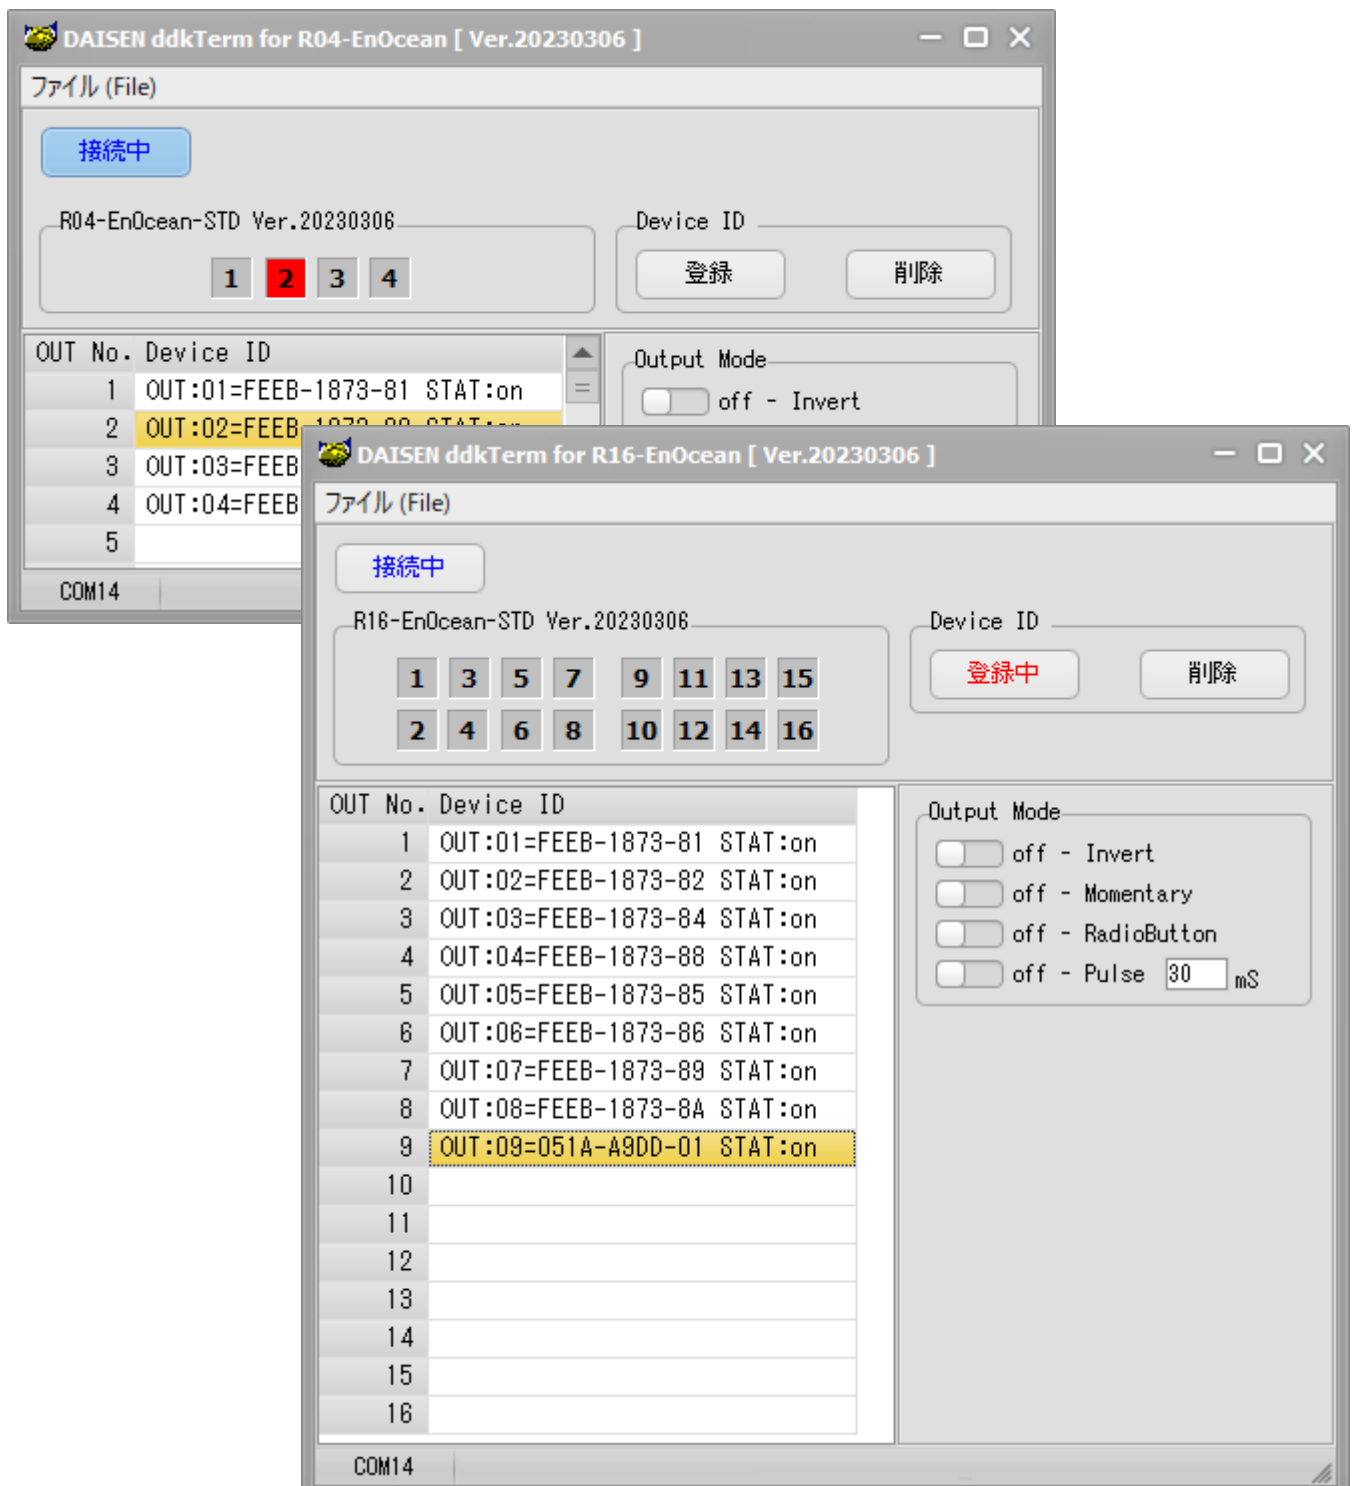 DAISEN ddkTerm for R04-EnOcean [ Ver.20230306 ]
ファイル (File)
接続中
R04-EnOcean-STD Ver.20230306
1 2 3 4
Device ID
登録 削除
OUT No. Device ID
1 OUT:01=FEEB-1873-81 STAT:on
2 OUT:02=FEEB
3 OUT:03=FEEB
4 OUT:04=FEEB
5
COM14
Output Mode
off - Invert
DAISEN ddkTerm for R16-EnOcean [ Ver.20230306 ]
ファイル (File)
接続中
R16-EnOcean-STD Ver.20230306
1 3 5 7 9 11 13 15
2 4 6 8 10 12 14 16
Device ID
登録中 削除
OUT No. Device ID
1 OUT:01=FEEB-1873-81 STAT:on
2 OUT:02=FEEB-1873-82 STAT:on
3 OUT:03=FEEB-1873-84 STAT:on
4 OUT:04=FEEB-1873-88 STAT:on
5 OUT:05=FEEB-1873-85 STAT:on
6 OUT:06=FEEB-1873-86 STAT:on
7 OUT:07=FEEB-1873-89 STAT:on
8 OUT:08=FEEB-1873-8A STAT:on
9 OUT:09=051A-A9DD-01 STAT:on
10
11
12
13
14
15
16
Output Mode
off - Invert
off - Momentary
off - RadioButton
off - Pulse 30 mS
COM14